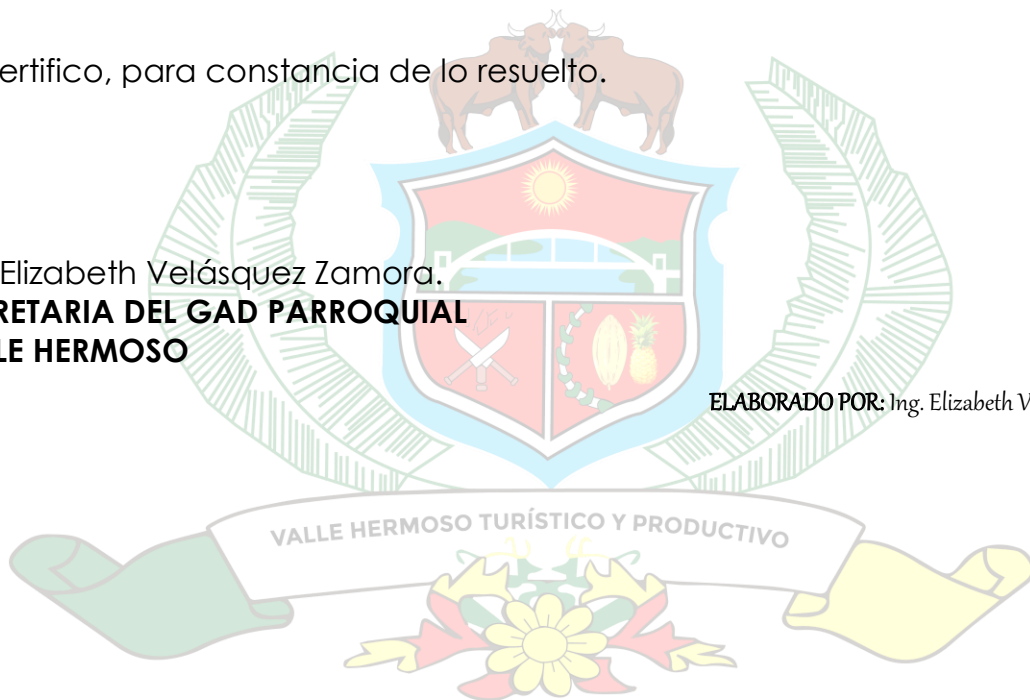 ertifico, para constancia de lo resuelto.
Elizabeth Velásquez Zamora.
RETARIA DEL GAD PARROQUIAL
LE HERMOSO
ELABORADO POR: Ing. Elizabeth V
VALLE HERMOSO TURÍSTICO Y PRODUCTIVO